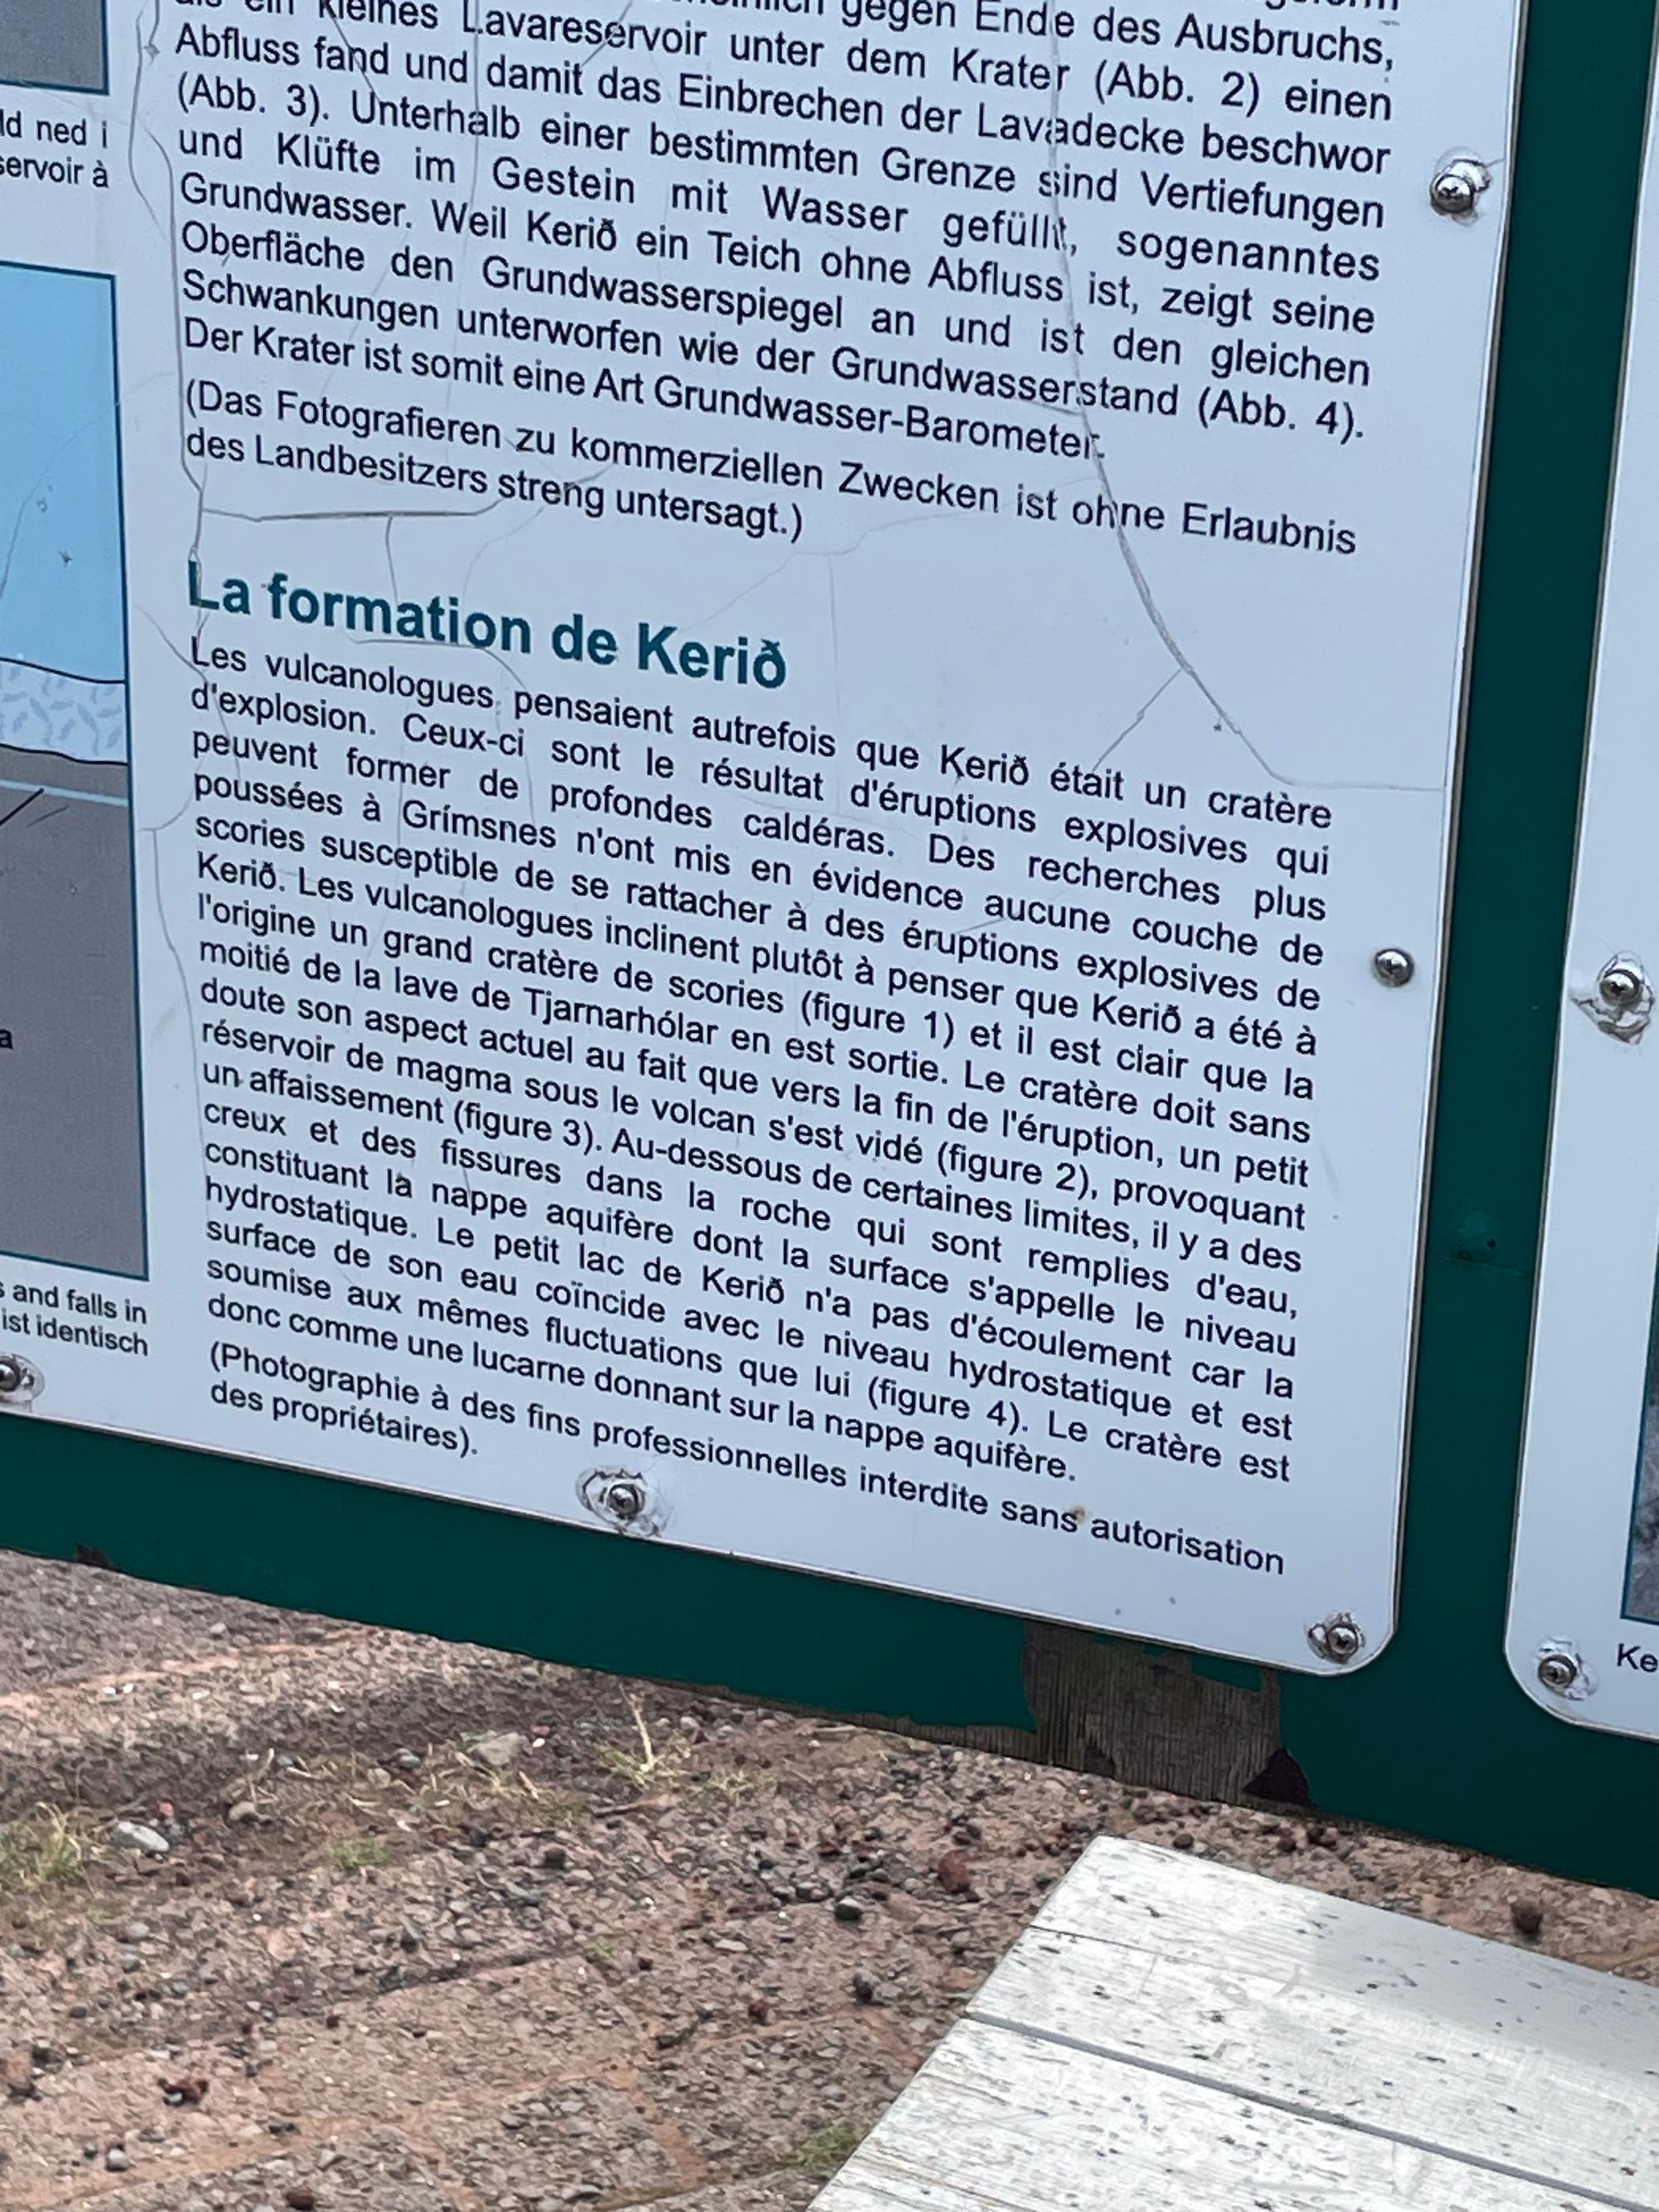 ld ned i
servoir à
a
s and falls in
ist identisch
kleines Lavareservoir unter dem Krater (Abb. 2) einen
gegen Ende des Ausbruchs,
Abfluss fand und damit das Einbrechen der Lavadecke beschwor
(Abb. 3). Unterhalb einer bestimmten Grenze sind Vertiefungen
und Klüfte im Gestein mit Wasser gefüllt, sogenanntes
Grundwasser. Weil Kerið ein Teich ohne Abfluss ist, zeigt seine
Oberfläche den Grundwasserspiegel an und ist den gleichen
Schwankungen unterworfen wie der Grundwasserstand (Abb. 4).
Der Krater ist somit eine Art Grundwasser-Barometer.
(Das Fotografieren zu kommerziellen Zwecken ist ohne Erlaubnis
des Landbesitzers streng untersagt.)
La formation de Kerið
Les vulcanologues pensaient autrefois que Kerið était un cratère
d'explosion. Ceux-ci sont le résultat d'éruptions explosives qui
peuvent former de profondes caldéras. Des recherches plus
poussées à Grímsnes n'ont mis en évidence aucune couche de
scories susceptible de se rattacher à des éruptions explosives de
Kerið. Les vulcanologues inclinent plutôt à penser que Kerið a été à
l'origine un grand cratère de scories (figure 1) et il est clair que la
moitié de la lave de Tjarnarhólar en est sortie. Le cratère doit sans
doute son aspect actuel au fait que vers la fin de l'éruption, un petit
réservoir de magma sous le volcan s'est vidé (figure 2), provoquant
un affaissement (figure 3). Au-dessous de certaines limites, il y a des
creux et des fissures dans la roche qui sont remplies d'eau,
constituant la nappe aquifère dont la surface s'appelle le niveau
hydrostatique. Le petit lac de Kerið n'a pas d'écoulement car la
surface de son eau coïncide avec le niveau hydrostatique et est
soumise aux mêmes fluctuations que lui (figure 4). Le cratère est
donc comme une lucarne donnant sur la nappe aquifère.
(Photographie à des fins professionnelles interdite sans autorisation
des propriétaires).
Ke